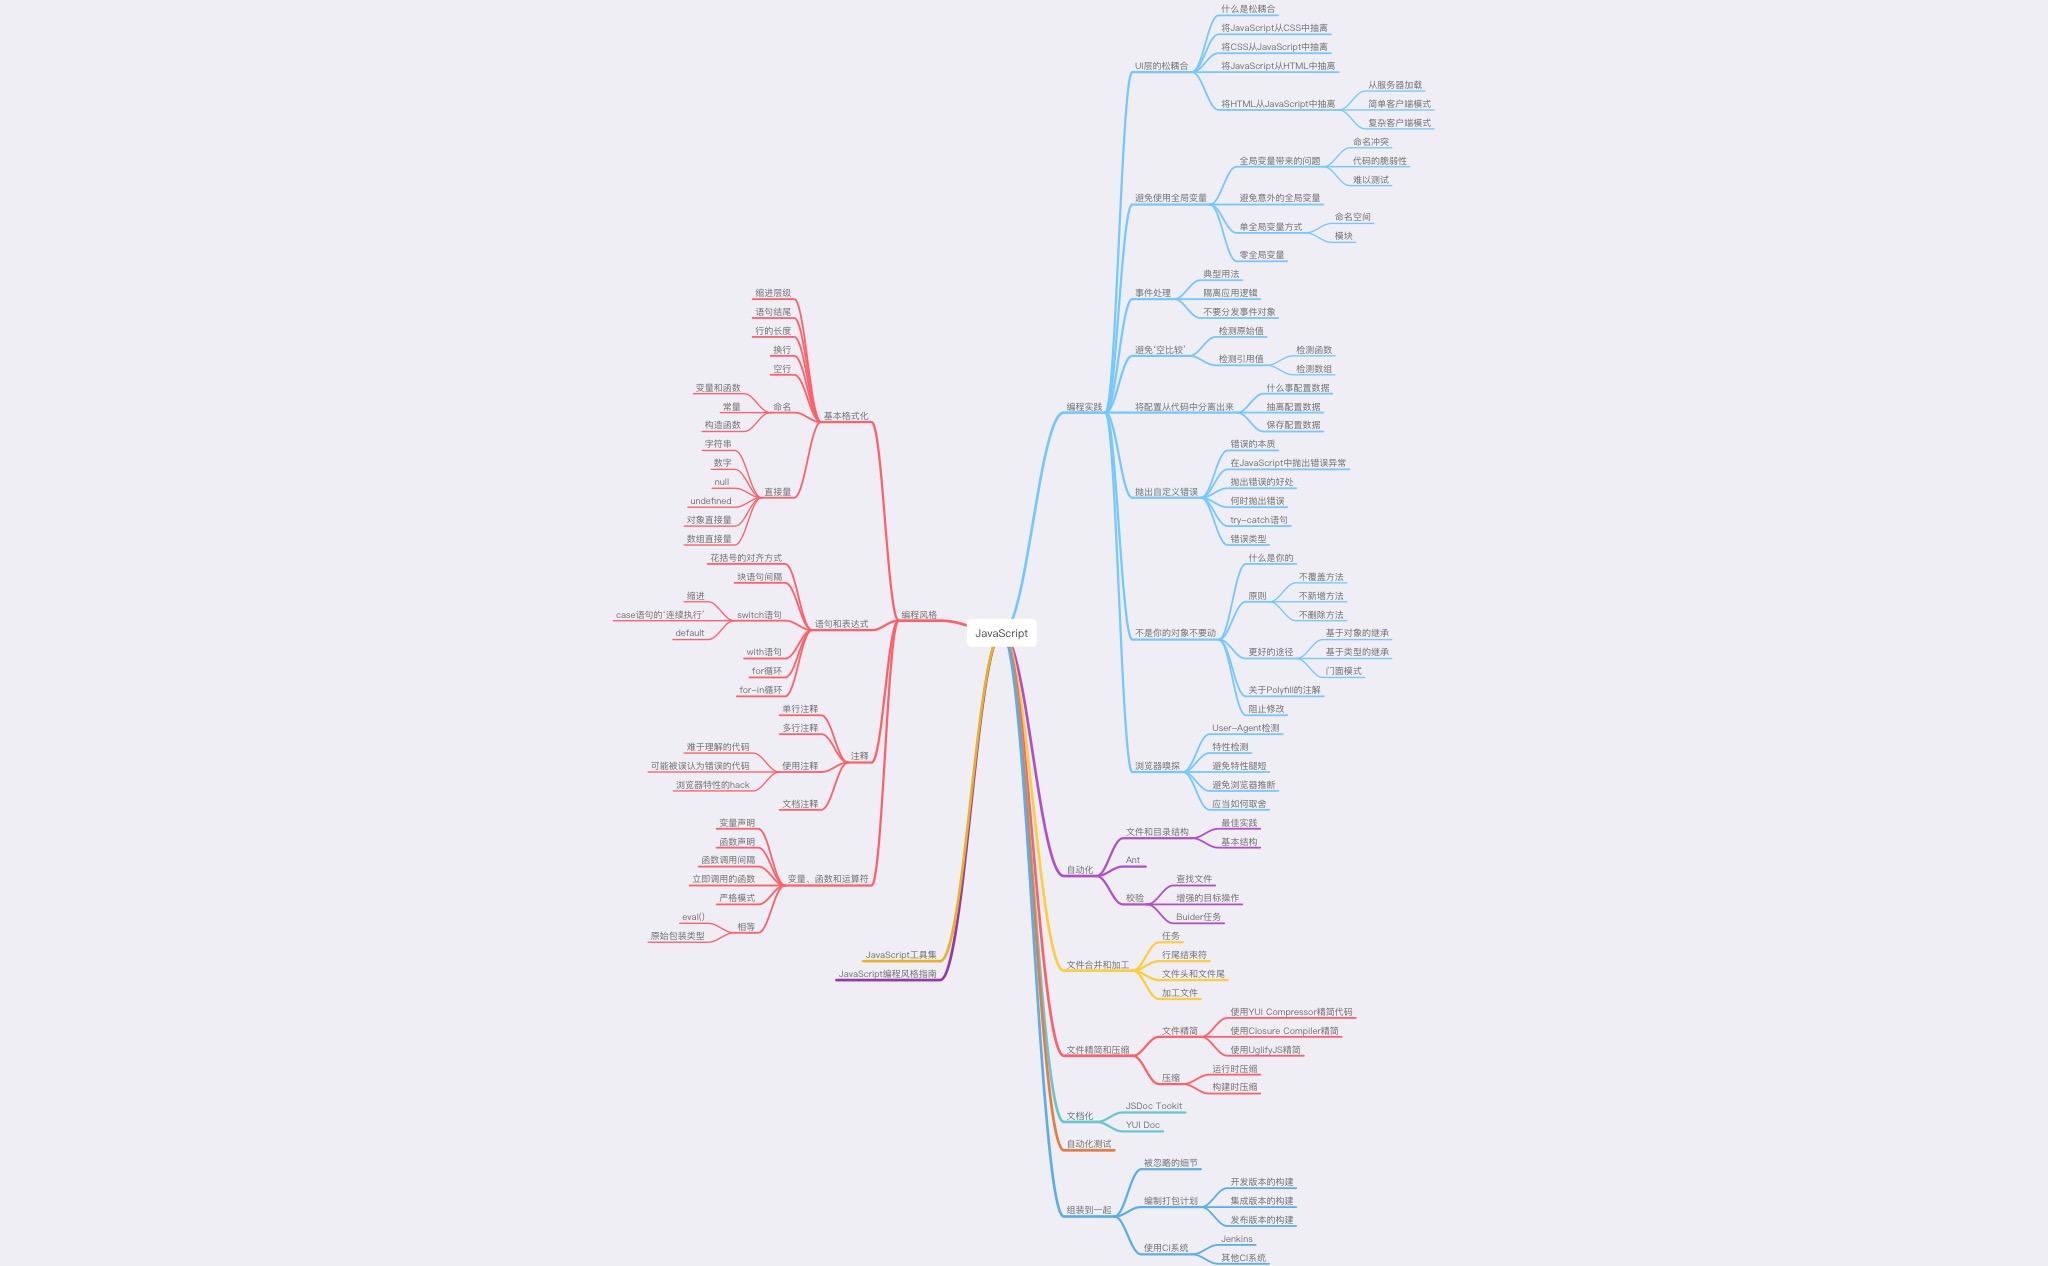 JavaScript
编程实践
UI层的松耦合
什么是松耦合
将JavaScript从CSS中抽离
将CSS从JavaScript中抽离
将JavaScript从HTML中抽离
将HTML从JavaScript中抽离
从服务器加载
简单客户端模式
复杂客户端模式
避免使用全局变量
全局变量带来的问题
命名冲突
代码的脆弱性
难以测试
避免意外的全局变量
单全局变量方式
命名空间
模块
零全局变量
事件处理
典型用法
隔离应用逻辑
不要分发事件对象
避免‘空比较’
检测原始值
检测引用值
检测函数
检测数组
将配置从代码中分离出来
什么事配置数据
抽离配置数据
保存配置数据
抛出自定义错误
错误的本质
在JavaScript中抛出错误异常
抛出错误的好处
何时抛出错误
try-catch语句
错误类型
不是你的对象不要动
什么是你的
原则
不覆盖方法
不新增方法
不删除方法
更好的途径
基于对象的继承
基于类型的继承
门面模式
关于Polyfill的注解
阻止修改
浏览器嗅探
User-Agent检测
特性检测
避免特性腿短
避免浏览器推断
应当如何取舍
自动化
文件和目录结构
最佳实践
基本结构
Ant
校验
查找文件
增强的目标操作
Buider任务
文件合并和加工
任务
行尾结束符
文件头和文件尾
加工文件
文件精简和压缩
文件精简
使用YUI Compressor精简代码
使用Closure Compiler精简
使用UglifyJS精简
压缩
运行时压缩
构建时压缩
文档化
JSDoc Tookit
YUI Doc
自动化测试
组装到一起
被忽略的细节
编制打包计划
开发版本的构建
集成版本的构建
发布版本的构建
使用CI系统
Jenkins
其他CI系统
编程风格
基本格式化
缩进层级
语句结尾
行的长度
换行
空行
命名
变量和函数
常量
构造函数
直接量
字符串
数字
null
undefined
对象直接量
数组直接量
语句和表达式
花括号的对齐方式
块语句间隔
switch语句
缩进
case语句的‘连续执行’
default
with语句
for循环
for-in循环
注释
单行注释
多行注释
使用注释
难于理解的代码
可能被误认为错误的代码
浏览器特性的hack
文档注释
变量、函数和运算符
变量声明
函数声明
函数调用间隔
立即调用的函数
严格模式
相等
eval()
原始包装类型
JavaScript工具集
JavaScript编程风格指南